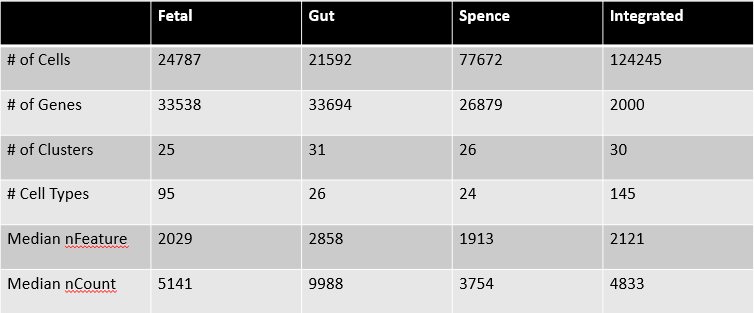 Fetal Gut Spence Integrated
# of Cells 24787 21592 77672 124245
# of Genes 33538 33694 26879 2000
# of Clusters 25 31 26 30
# Cell Types 95 26 24 145
Median nFeature 2029 2858 1913 2121
Median nCount 5141 9988 3754 4833